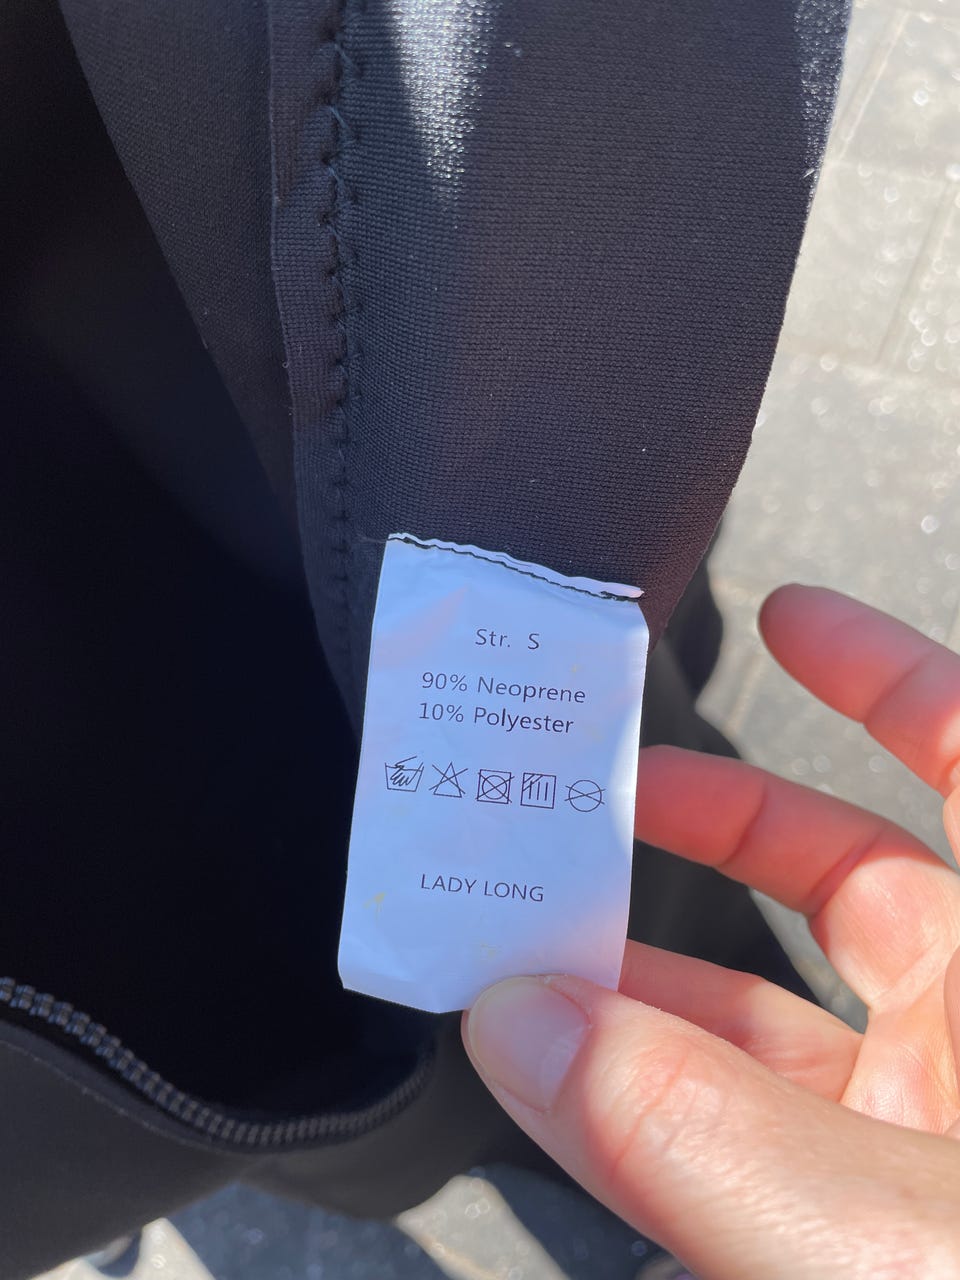 Str. S
90% Neoprene
10% Polyester
LADY LONG